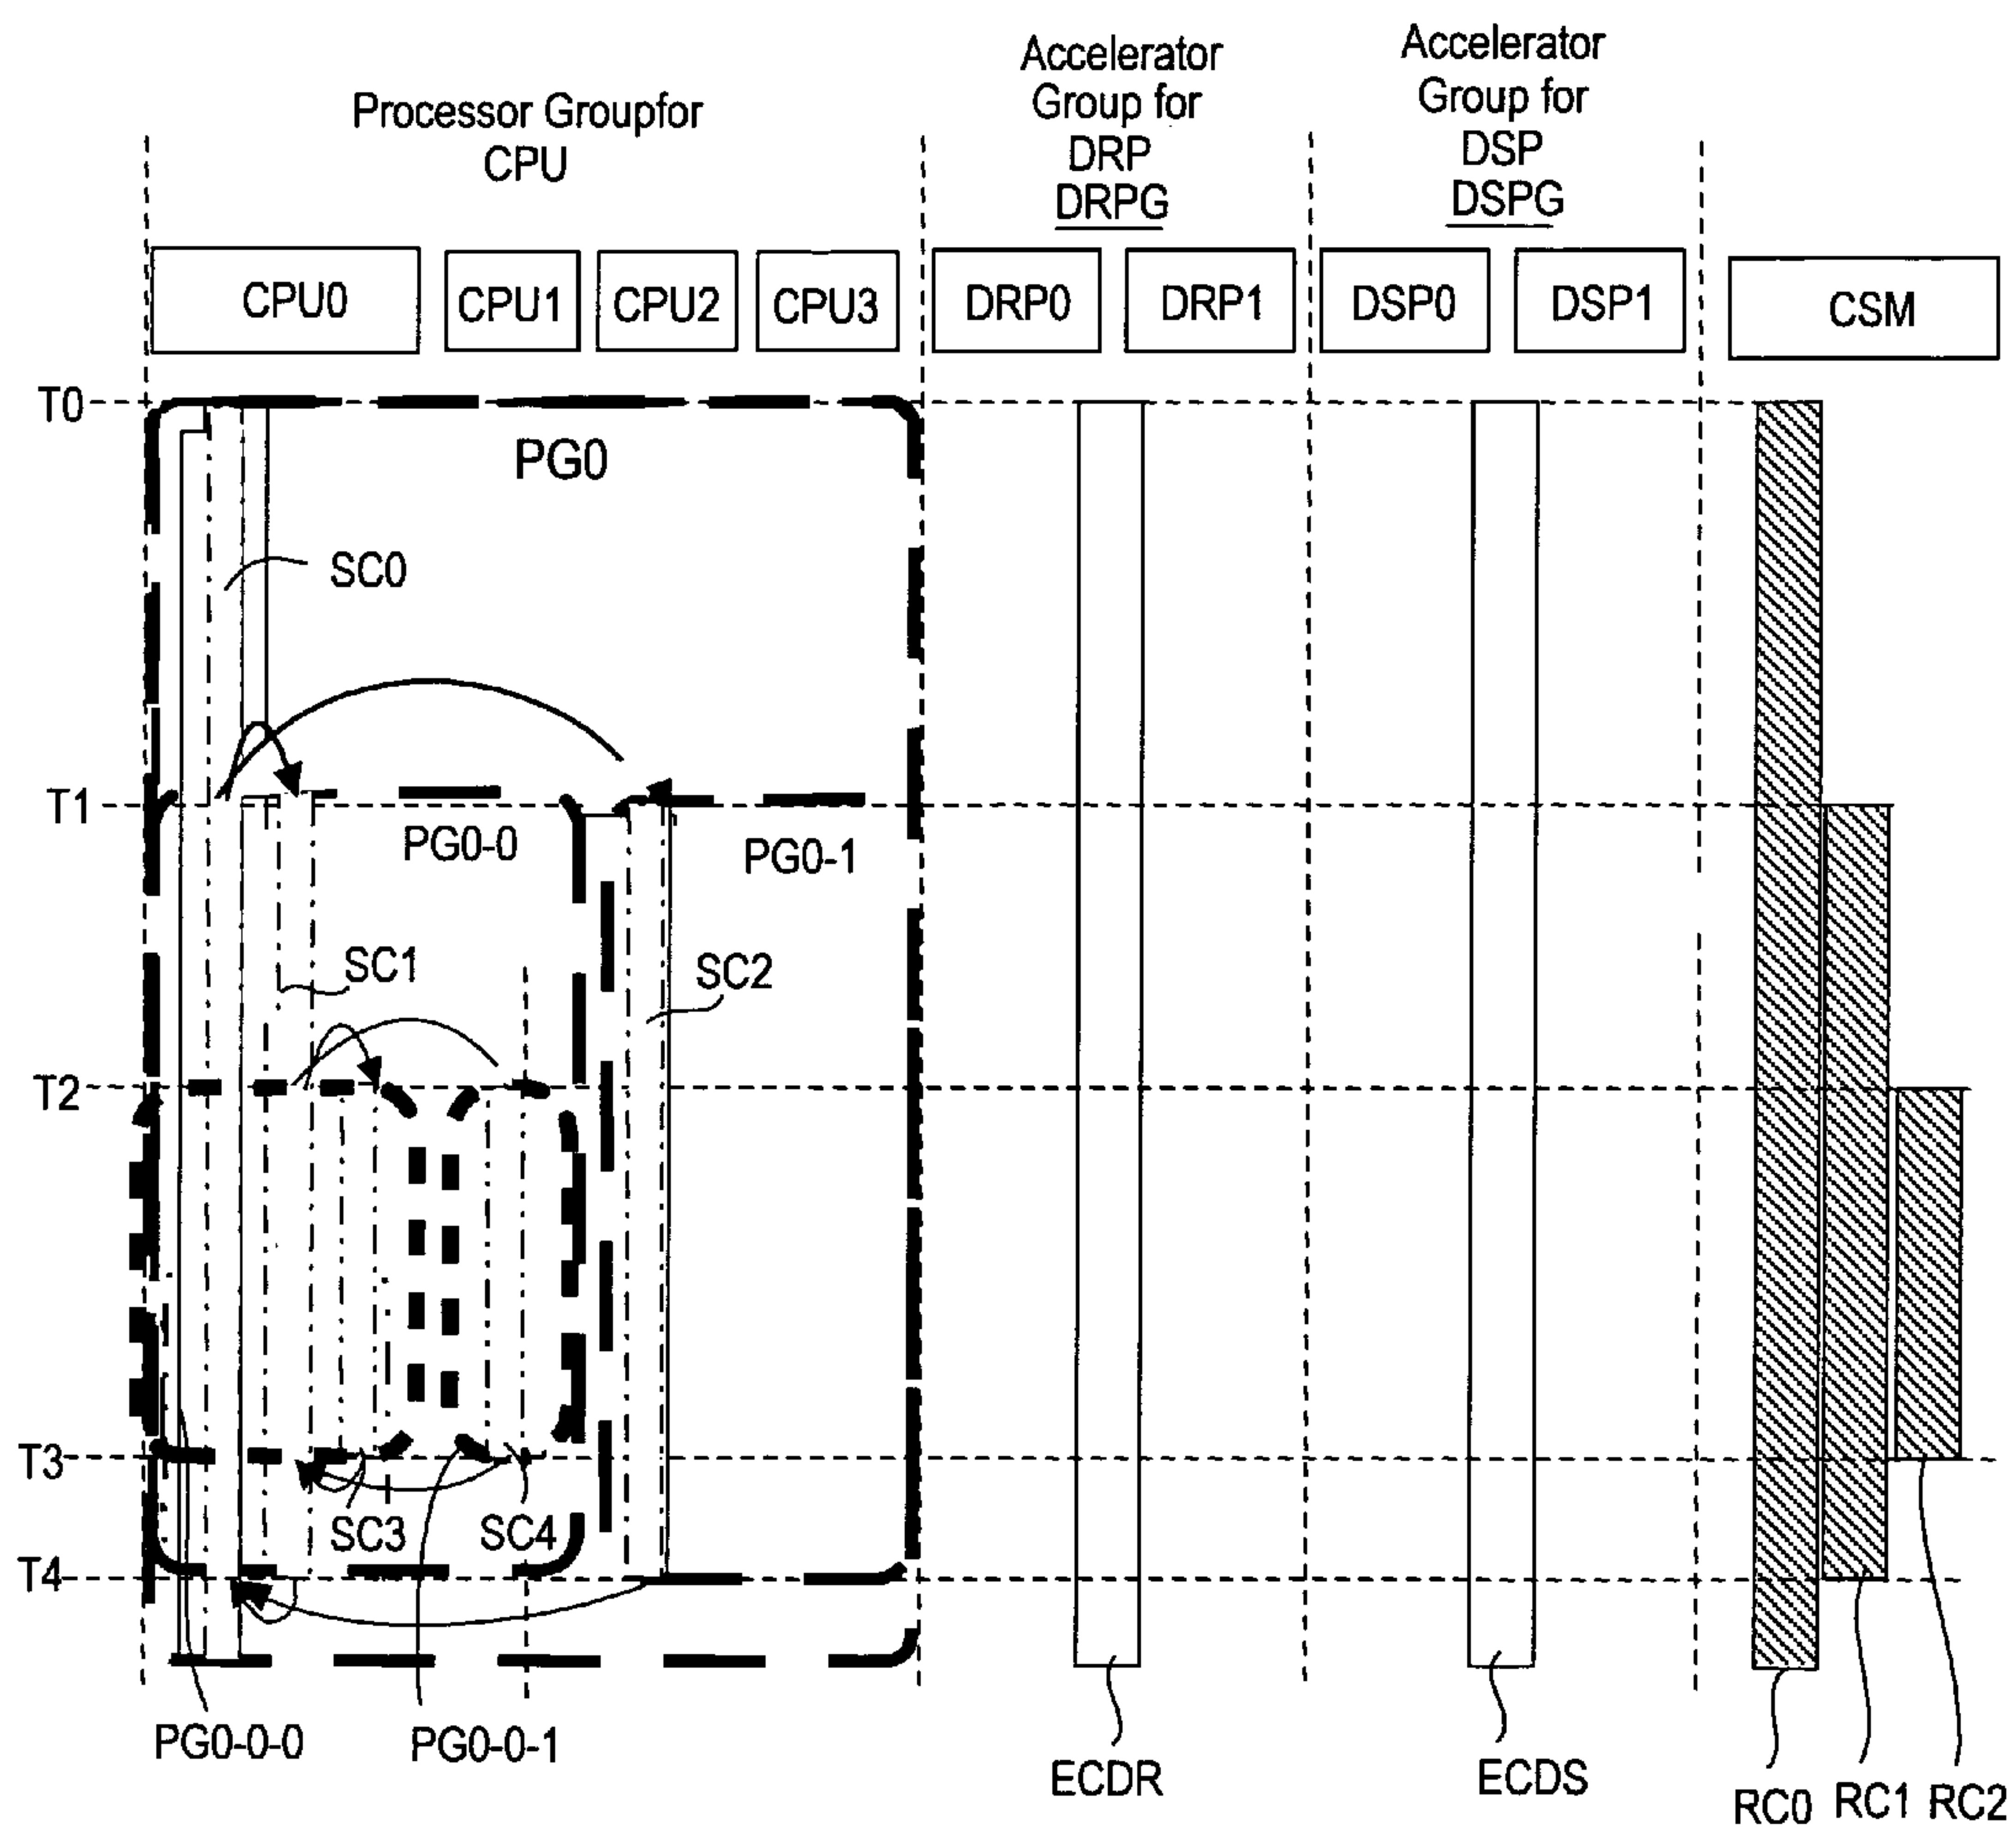 Processor Groupfor
CPU
Accelerator
Group for
DRP
DRPG
Accelerator
Group for
DSP
DSPG
CPU0
CPU1
CPU2
CPU3
DRP0
DRP1
DSP0
DSP1
CSM
T0
PG0
SC0
T1
PG0-0
PG0-1
SC1
SC2
T2
T3
SC3
SC4
T4
PG0-0-0
PG0-0-1
ECDR
ECDS
RC0
RC1
RC2